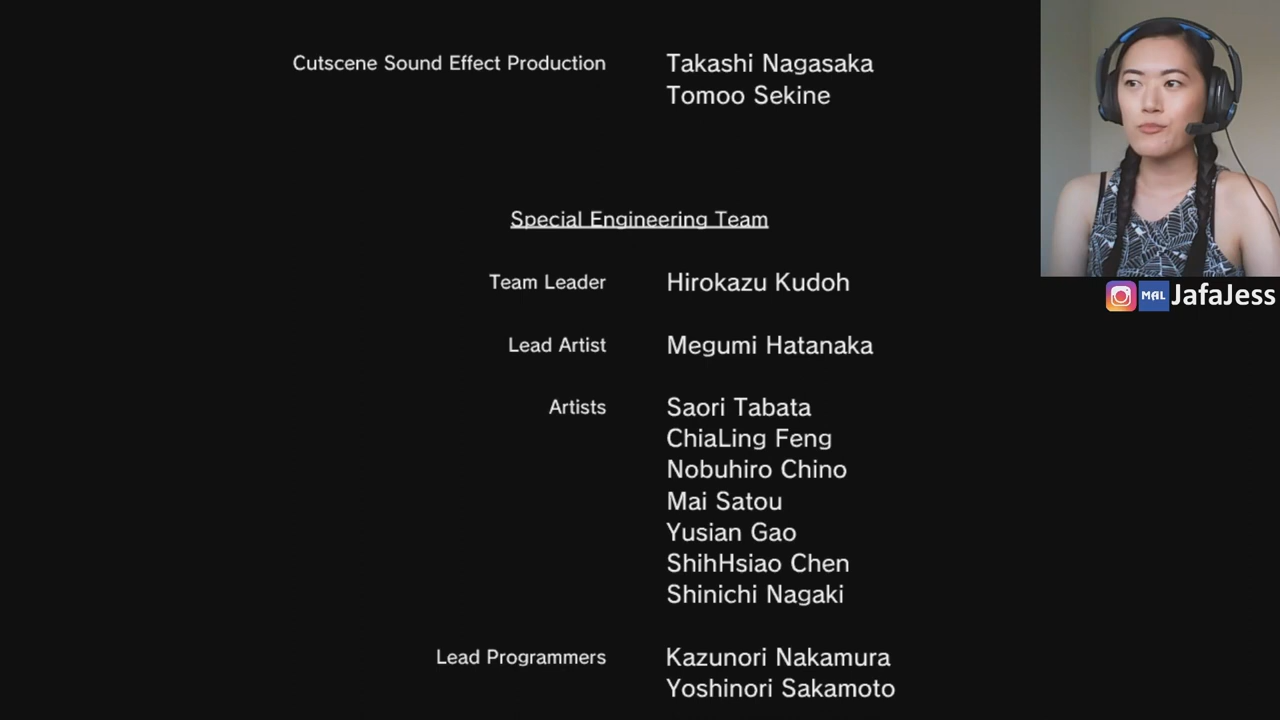 Cutscene Sound Effect Production Takashi Nagasaka
Tomoo Sekine
Special Engineering Team
Team Leader Hirokazu Kudoh
Lead Artist Megumi Hatanaka
Artists Saori Tabata
ChiaLing Feng
Nobuhiro Chino
Mai Satou
Yusian Gao
ShihHsiao Chen
Shinichi Nagaki
Lead Programmers Kazunori Nakamura
Yoshinori Sakamoto
MAL JafaJess